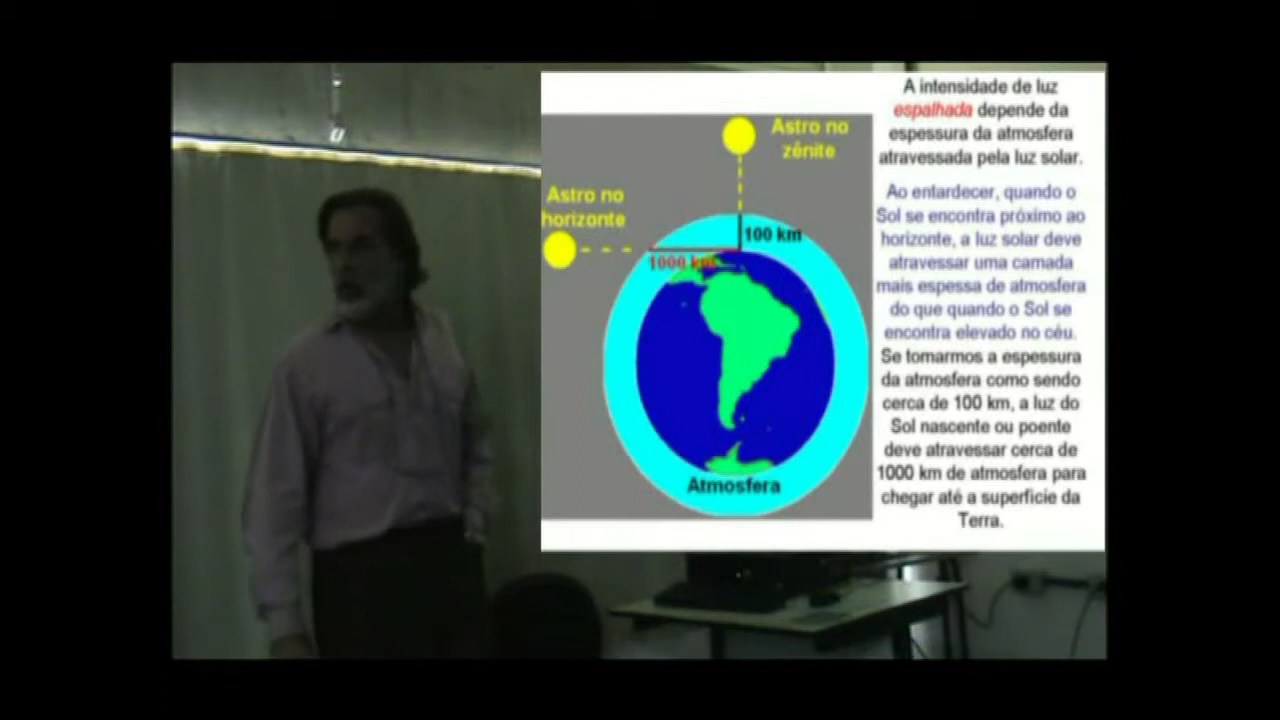 Astro no
zênite
Astro no
horizonte
100 km
1000 km
Atmosfera
A intensidade de luz
espalhada depende da
espessura da atmosfera
atravessada pela luz solar.
Ao entardecer, quando o
Sol se encontra próximo ao
horizonte, a luz solar deve
atravessar uma camada
mais espessa de atmosfera
do que quando o Sol se
encontra elevado no céu.
Se tomarmos a espessura
da atmosfera como sendo
cerca de 100 km, a luz do
Sol nascente ou poente
deve atravessar cerca de
1000 km de atmosfera para
chegar até a superfície da
Terra.